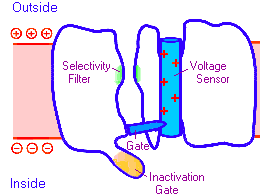 Outside
⊕⊕⊕
Selectivity
Filter
Voltage
Sensor
+
+
+
+
+
+
Gate
⊖⊖⊖
Inactivation
Gate
Inside